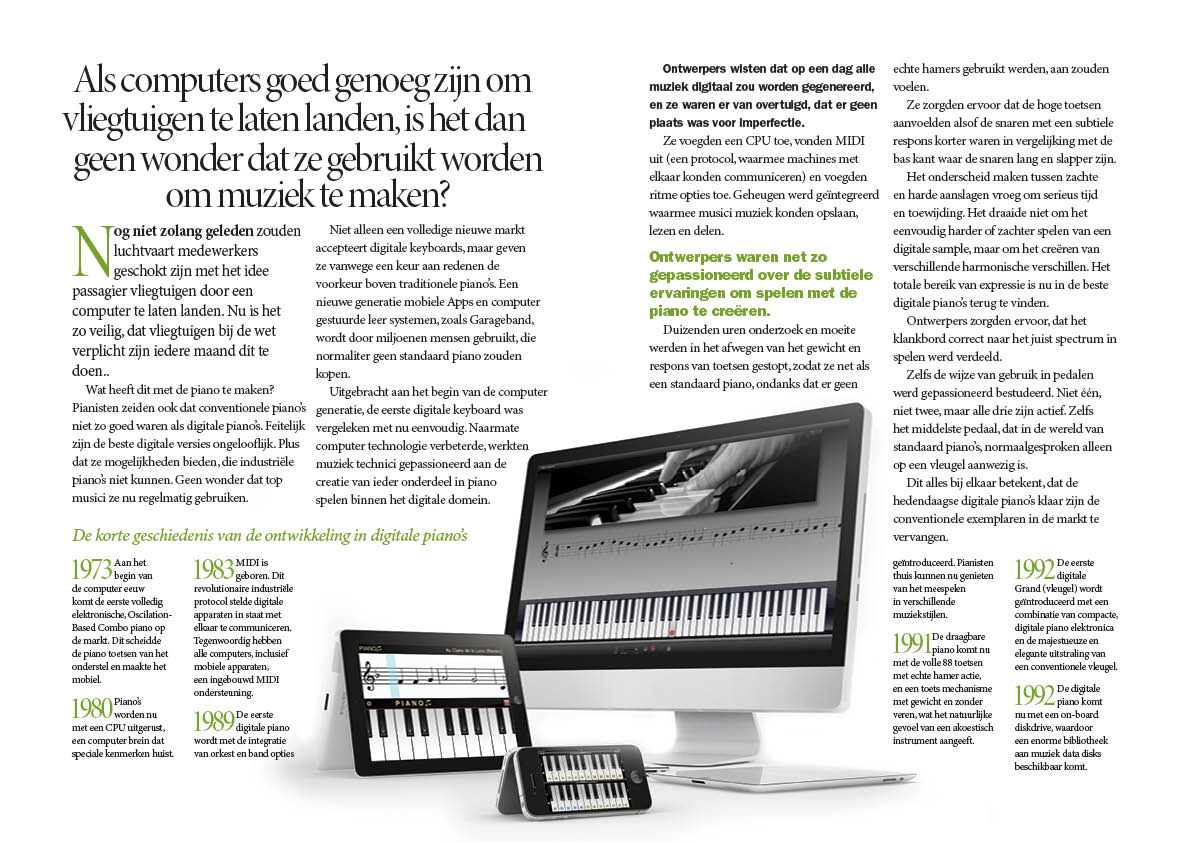 Als computers goed genoeg zijn om
vliegtuigen te laten landen, is het dan
geen wonder dat ze gebruikt worden
om muziek te maken?
Nog niet zolang geleden zouden
luchtvaart medewerkers
geschokt zijn met het idee
passagier vliegtuigen door een
computer te laten landen. Nu is het
zo veilig, dat vliegtuigen bij de wet
verplicht zijn iedere maand dit te
doen..
Wat heeft dit met de piano te maken?
Pianisten zeiden ook dat conventionele piano's
niet zo goed waren als digitale piano's. Feitelijk
zijn de beste digitale versies ongelooflijk. Plus
dat ze mogelijkheden bieden, die industriële
piano's niet kunnen. Geen wonder dat top
musici ze nu regelmatig gebruiken.
Niet alleen een volledige nieuwe markt
accepteert digitale keyboards, maar geven
ze vanwege een keur aan redenen de
voorkeur boven traditionele piano's. Een
nieuwe generatie mobiele Apps en computer
gestuurde leer systemen, zoals Garageband,
wordt door miljoenen mensen gebruikt, die
normaliter geen standaard piano zouden
kopen.
Uitgebracht aan het begin van de computer
generatie, de eerste digitale keyboard was
vergeleken met nu eenvoudig. Naarmate
computer technologie verbeterde, werkten
muziek technici gepassioneerd aan de
creatie van ieder onderdeel in piano
spelen binnen het digitale domein.
Ontwerpers wisten dat op een dag alle
muziek digitaal zou worden gegenereerd,
en ze waren er van overtuigd, dat er geen
plaats was voor imperfectie.
Ze voegden een CPU toe, vonden MIDI
uit (een protocol, waarmee machines met
elkaar konden communiceren) en voegden
ritme opties toe. Geheugen werd geïntegreerd
waarmee musici muziek konden opslaan,
lezen en delen.
Ontwerpers waren net zo
gepassioneerd over de subtiele
ervaringen om spelen met de
piano te creëren.
Duizenden uren onderzoek en moeite
werden in het afwegen van het gewicht en
respons van toetsen gestopt, zodat ze net als
een standaard piano, ondanks dat er geen
echte hamers gebruikt werden, aan zouden
voelen.
Ze zorgden ervoor dat de hoge toetsen
aanvoelden alsof de snaren met een subtiele
respons korter waren in vergelijking met de
bas kant waar de snaren lang en slapper zijn.
Het onderscheid maken tussen zachte
en harde aanslagen vroeg om serieus tijd
en toewijding. Het draaide niet om het
eenvoudig harder of zachter spelen van een
digitale sample, maar om het creëren van
verschillende harmonische verschillen. Het
totale bereik van expressie is nu in de beste
digitale piano's terug te vinden.
Ontwerpers zorgden ervoor, dat het
klankbord correct naar het juist spectrum in
spelen werd verdeeld.
Zelfs de wijze van gebruik in pedalen
werd gepassioneerd bestudeerd. Niet één,
niet twee, maar alle drie zijn actief. Zelfs
het middelste pedaal, dat in de wereld van
standaard piano's, normaalgesproken alleen
op een vleugel aanwezig is.
Dit alles bij elkaar betekent, dat de
hedendaagse digitale piano's klaar zijn de
conventionele exemplaren in de markt te
vervangen.
De korte geschiedenis van de ontwikkeling in digitale piano's
1973 Aan het
begin van
de computer eeuw
komt de eerste volledig
elektronische, Oscilation-
Based Combo piano op
de markt. Dit scheidde
de piano toetsen van het
onderstel en maakte het
mobiel.
1980 Piano's
worden nu
met een CPU uitgerust,
een computer brein dat
speciale kenmerken huist.
1983 MIDI is
geboren. Dit
revolutionaire industriële
protocol stelde digitale
apparaten in staat met
elkaar te communiceren.
Tegenwoordig hebben
alle computers, inclusief
mobiele apparaten,
een ingebouwd MIDI
ondersteuning.
1989 De eerste
digitale piano
wordt met de integratie
van orkest en band opties
geïntroduceerd. Pianisten
thuis kunnen nu genieten
van het meespelen
in verschillende
muziekstijlen.
1991 De draagbare
piano komt nu
met de volle 88 toetsen
met echte hamer actie,
en een toets mechanisme
met gewicht en zonder
veren, wat het natuurlijke
gevoel van een akoestisch
instrument aangeeft.
1992 De eerste
digitale
Grand (vleugel) wordt
geïntroduceerd met een
combinatie van compacte,
digitale piano elektronica
en de majestueuze en
elegante uitstraling van
een conventionele vleugel.
1992 De digitale
piano komt
nu met een on-board
diskdrive, waardoor
een enorme bibliotheek
aan muziek data disks
beschikbaar komt.
PIANO
Au Claire de la Lune
PIANO